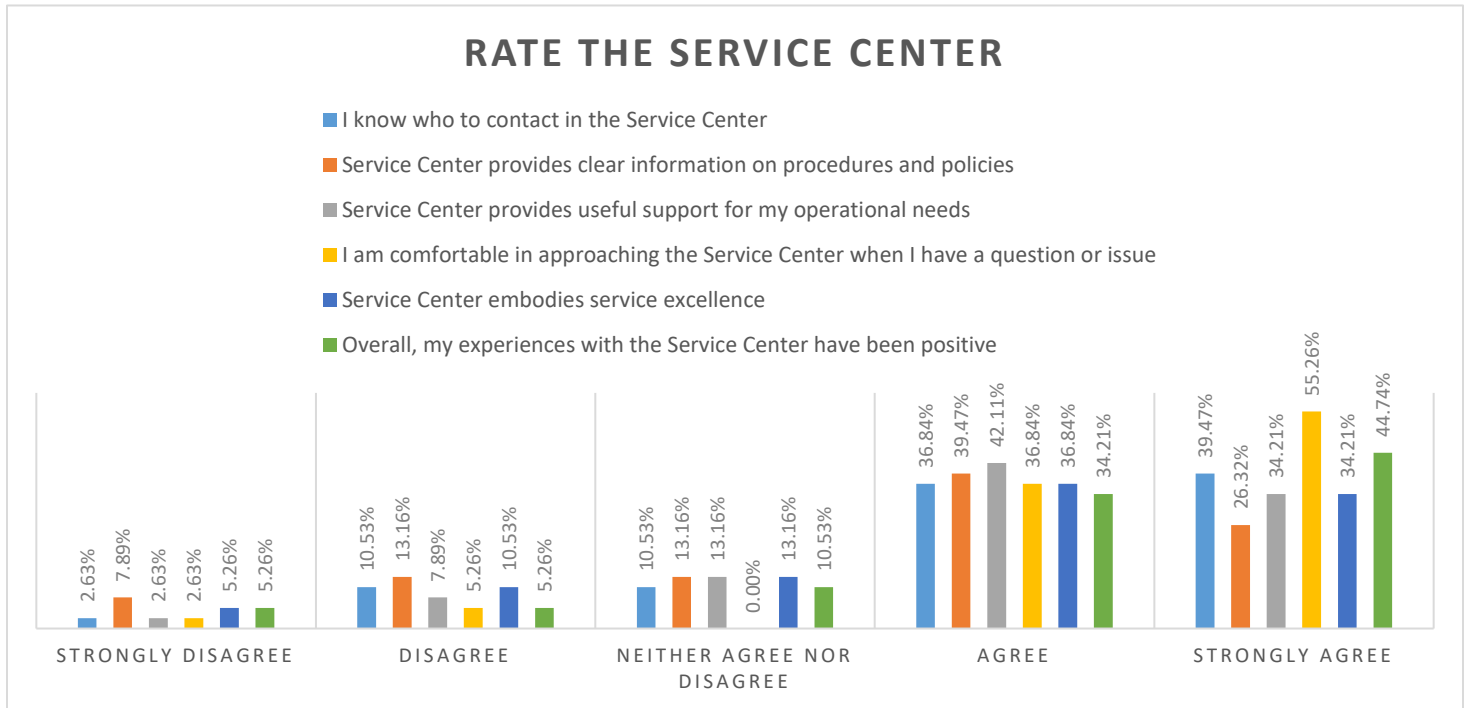 RATE THE SERVICE CENTER
I know who to contact in the Service Center
Service Center provides clear information on procedures and policies
Service Center provides useful support for my operational needs
I am comfortable in approaching the Service Center when I have a question or issue
Service Center embodies service excellence
Overall, my experiences with the Service Center have been positive
2.63%
7.89%
2.63%
2.63%
5.26%
5.26%
10.53%
13.16%
7.89%
5.26%
10.53%
5.26%
10.53%
13.16%
13.16%
0.00%
13.16%
10.53%
36.84%
39.47%
42.11%
36.84%
36.84%
34.21%
39.47%
26.32%
34.21%
55.26%
34.21%
44.74%
STRONGLY DISAGREE
DISAGREE
NEITHER AGREE NOR
DISAGREE
AGREE
STRONGLY AGREE